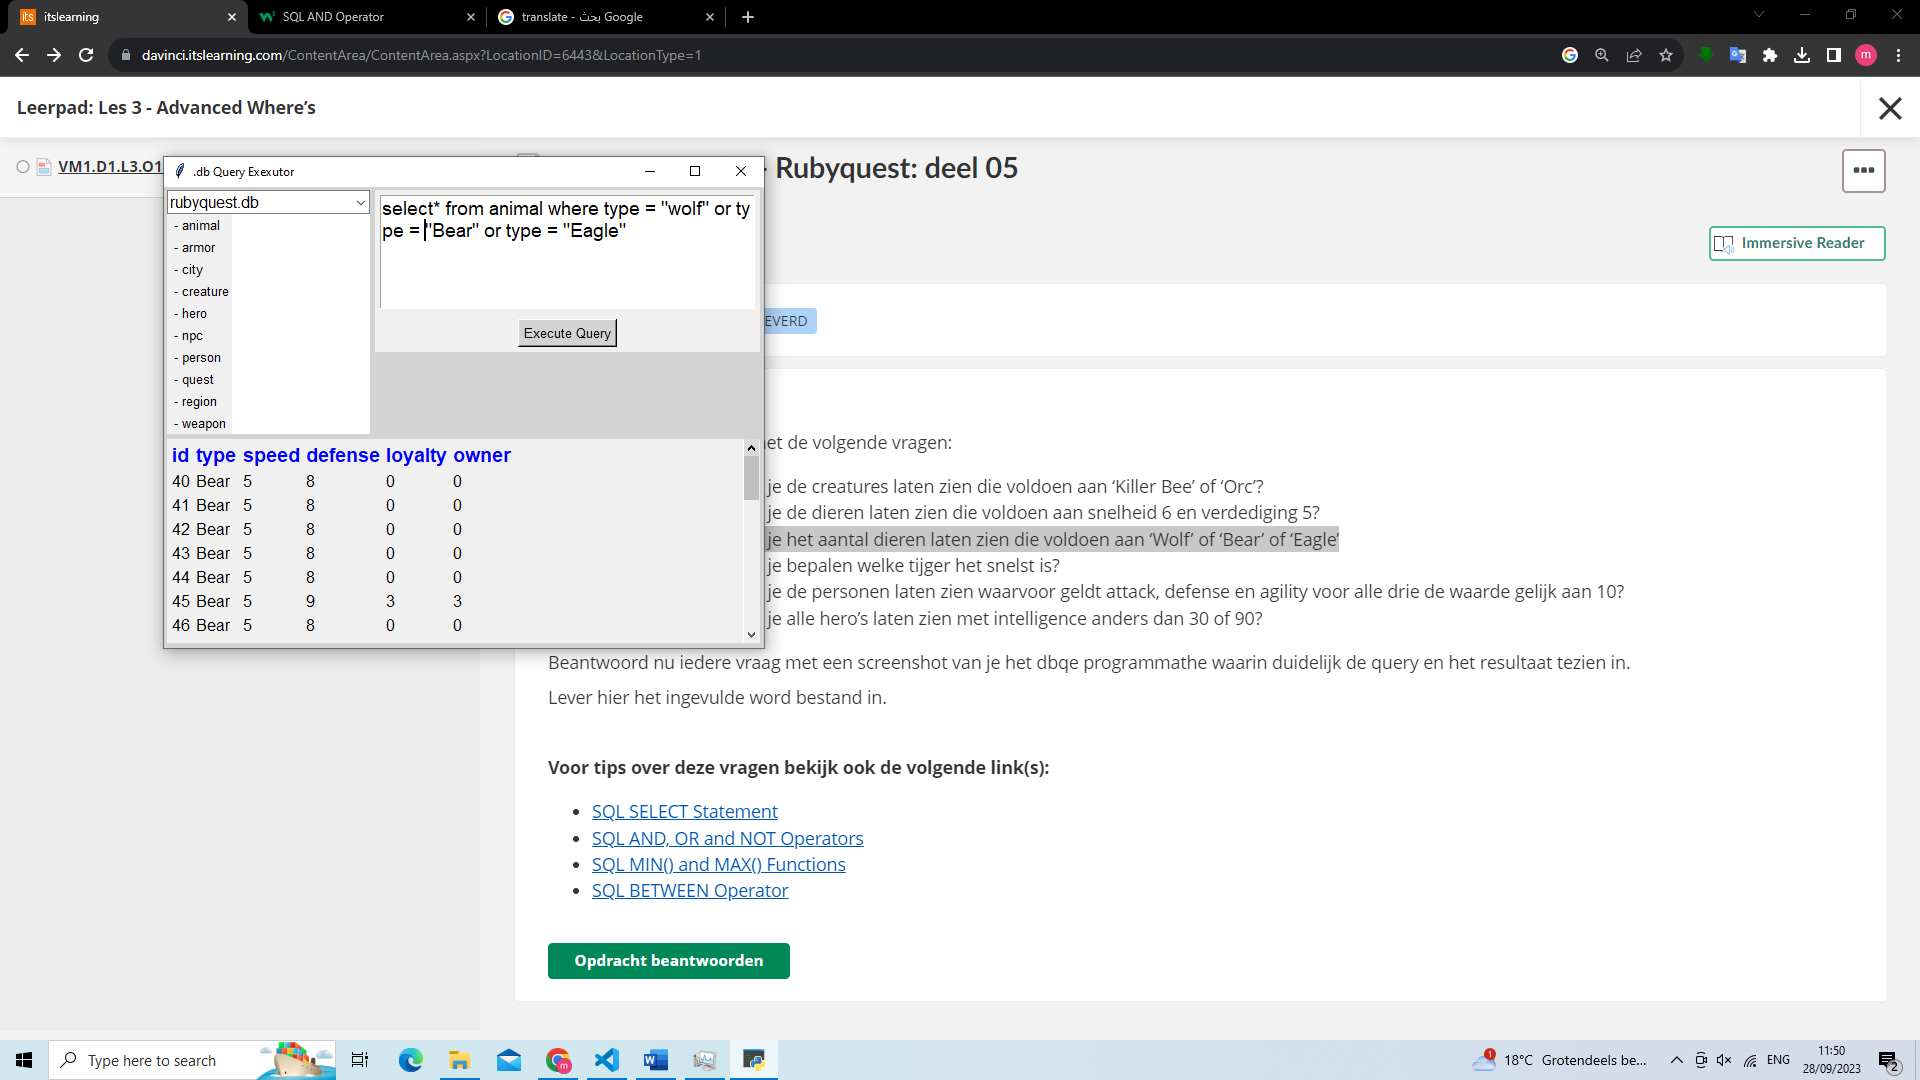 itslearning
SQL AND Operator
translate - بحث Google
davinci.itslearning.com/ContentArea/ContentArea.aspx?LocationID=6443&LocationType=1
m
Leerpad: Les 3 - Advanced Where's
VM1.D1.L3.O1
Rubyquest: deel 05
Immersive Reader
EVERD
.db Query Exexutor
rubyquest.db
- animal
- armor
- city
- creature
- hero
- npc
- person
- quest
- region
- weapon
select* from animal where type = "wolf" or ty
pe = "Bear" or type = "Eagle"
Execute Query
id type speed defense loyalty owner
40 Bear 5 8 0 0
41 Bear 5 8 0 0
42 Bear 5 8 0 0
43 Bear 5 8 0 0
44 Bear 5 8 0 0
45 Bear 5 9 3 3
46 Bear 5 8 0 0
et de volgende vragen:
je de creatures laten zien die voldoen aan ‘Killer Bee’ of ‘Orc’?
je de dieren laten zien die voldoen aan snelheid 6 en verdediging 5?
je het aantal dieren laten zien die voldoen aan ‘Wolf’ of ‘Bear’ of ‘Eagle’
je bepalen welke tijger het snelst is?
je de personen laten zien waarvoor geldt attack, defense en agility voor alle drie de waarde gelijk aan 10?
je alle hero’s laten zien met intelligence anders dan 30 of 90?
Beantwoord nu iedere vraag met een screenshot van je het dbqe programmathe waarin duidelijk de query en het resultaat tezien in.
Lever hier het ingevulde word bestand in.
Voor tips over deze vragen bekijk ook de volgende link(s):
SQL SELECT Statement
SQL AND, OR and NOT Operators
SQL MIN() and MAX() Functions
SQL BETWEEN Operator
Opdracht beantwoorden
Type here to search
1
18°C Grotendeels be...
ENG
11:50
28/09/2023
2